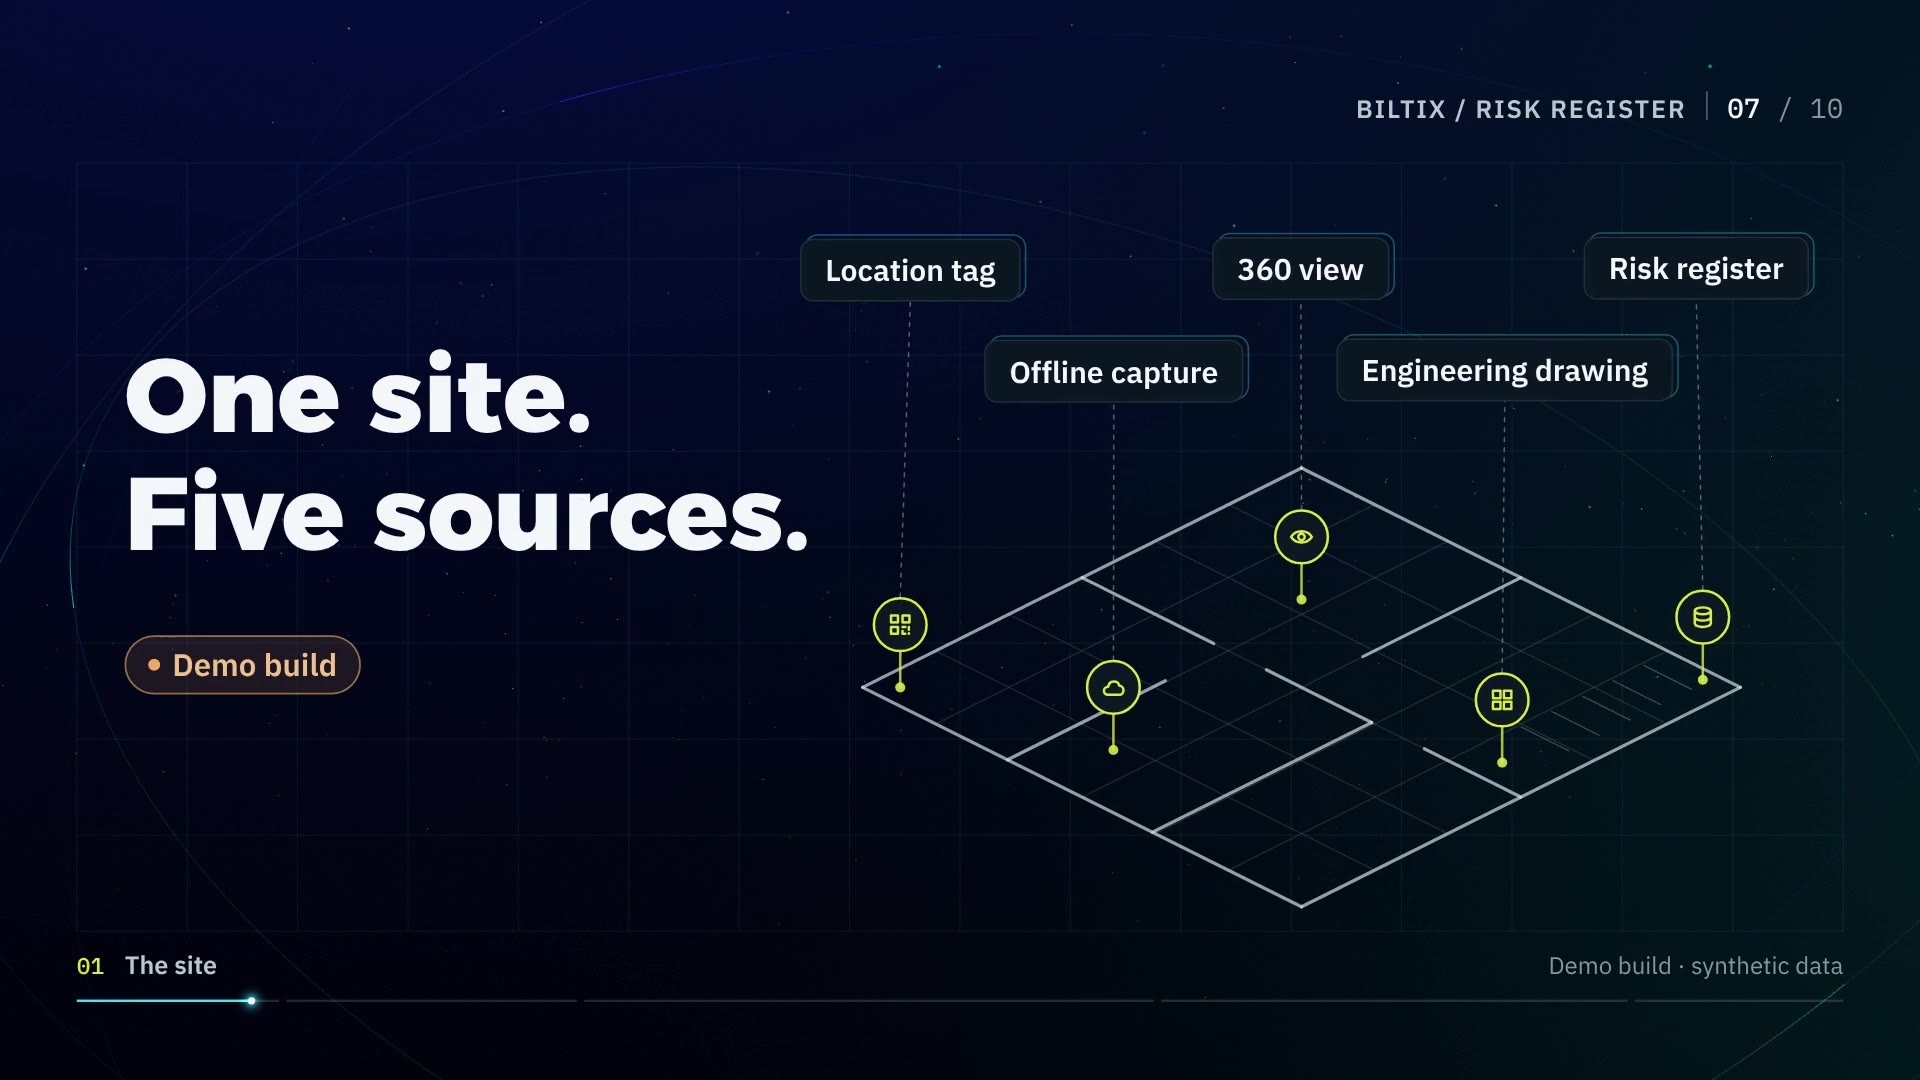 BILTIX / RISK REGISTER 07 / 10
Location tag
360 view
Risk register
Offline capture
Engineering drawing
One site.
Five sources.
Demo build
01 The site
Demo build · synthetic data